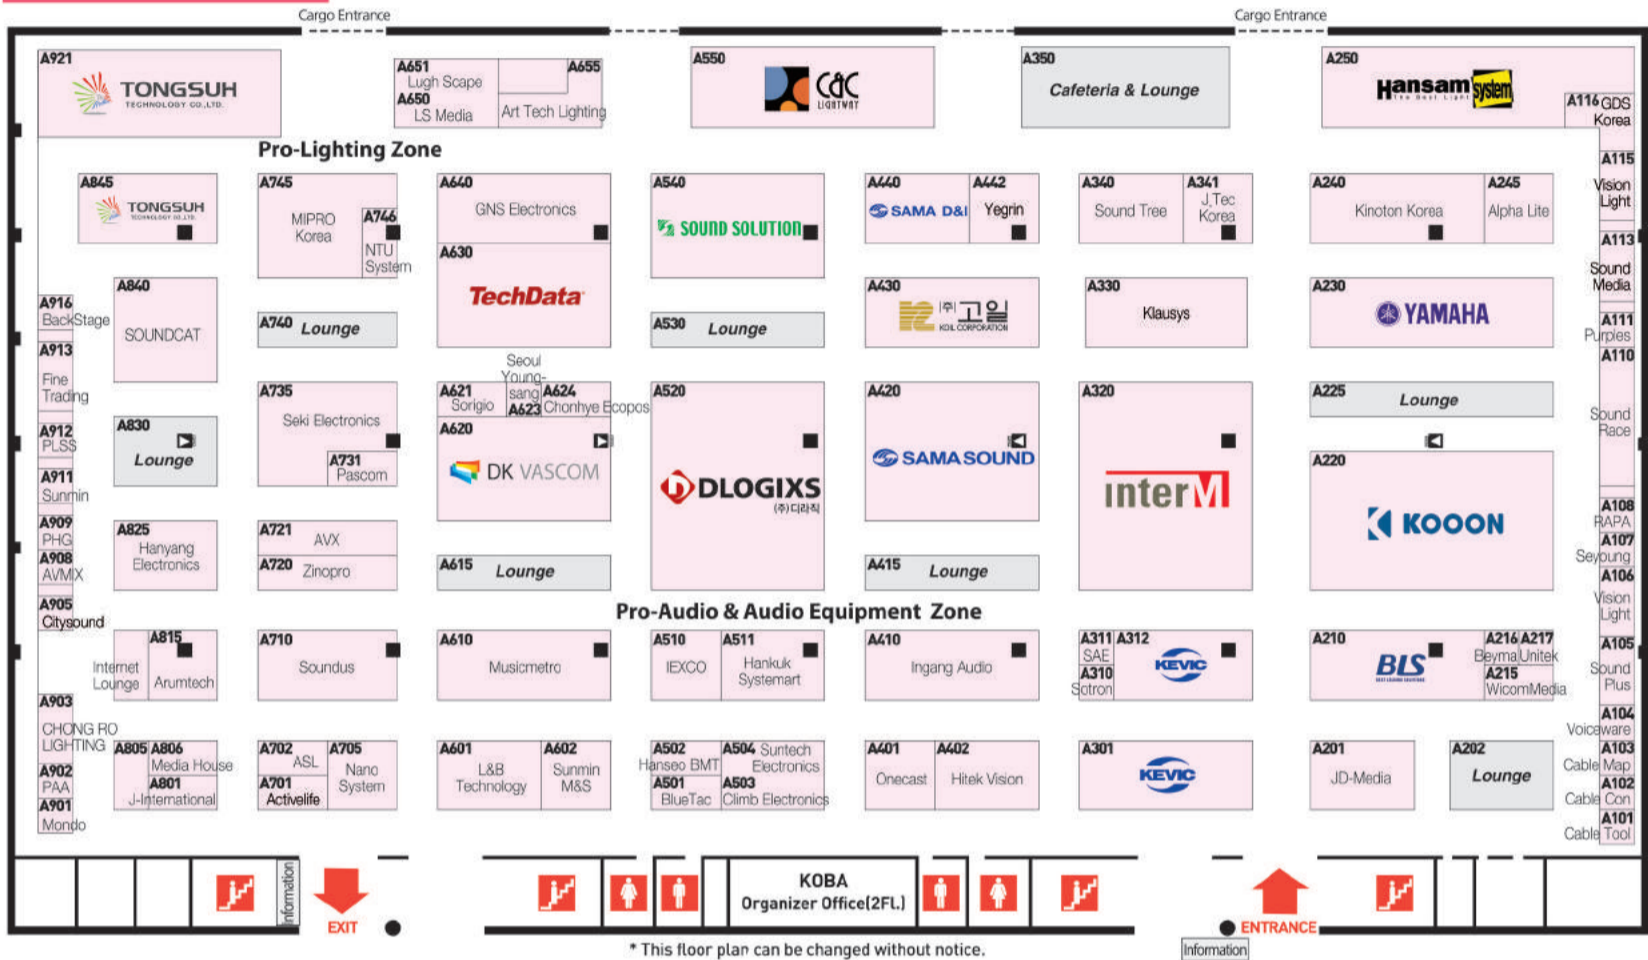 Cargo Entrance
Cargo Entrance
A921
TONGSUH
TECHNOLOGY CO.,LTD.
A651
Lugh Scape
A650
LS Media
A655
Art Tech Lighting
A550
C&C
LIGHTWAY
A350
Cafeteria & Lounge
A250
Hansam system
The Best Light
A116 GDS
Korea
Pro-Lighting Zone
A845
TONGSUH
TECHNOLOGY CO.,LTD.
A745
MIPRO
Korea
A746
NTU
System
A640
GNS Electronics
A630
TechData
A540
SOUND SOLUTION
A440
SAMA D&I
A442
Yegrin
A340
Sound Tree
A341
J.Tec
Korea
A240
Kinoton Korea
A245
Alpha Lite
A115
Vision
Light
A113
Sound
Media
A916
BackStage
A913
Fine
Trading
A840
SOUNDCAT
A740 Lounge
A530 Lounge
A430
(주)고일
KOIL CORPORATION
A330
Klausys
A230
YAMAHA
A111
Purpies
A110
Sound
Race
A912
PLSS
A911
Sunmin
A909
PHG
A908
AVMIX
A905
Citysound
A830
Lounge
A735
Seki Electronics
A731
Pascom
A621
Sorigio
Seoul
Young-
sang
A623
A624
Chonhye Ecopos
A620
DK VASCOM
A520
DLOGIXS
(주)디라직
A420
SAMA SOUND
A320
interM
A225
Lounge
A220
KOOON
A108
RAPA
A107
Seyoung
A106
Vision
Light
A825
Hanyang
Electronics
A721
AVX
A720
Zinopro
A615 Lounge
A415 Lounge
Pro-Audio & Audio Equipment Zone
Internet
Lounge
A815
Arumtech
A710
Soundus
A610
Musicmetro
A510
IEXCO
A511
Hankuk
Systemart
A410
Ingang Audio
A311
SAE
A310
Sotron
A312
KEVIC
A210
BLS
A216
Beyma
A217
Unitek
A215
WicomMedia
A105
Sound
Plus
A104
Voiceware
A103
Cable Map
A102
Cable Con
A101
Cable Tool
A903
CHONG RO
LIGHTING
A902
PAA
A901
Mondo
A805
A806
Media House
A801
J-International
A702
ASL
A701
Activelife
A705
Nano
System
A601
L&B
Technology
A602
Sunmin
M&S
A502
Hanseo BMT
A501
BlueTac
A504 Suntech
Electronics
A503
Climb Electronics
A401
Onecast
A402
Hitek Vision
A301
KEVIC
A201
JD-Media
A202
Lounge
Information
EXIT
KOBA
Organizer Office(2FL.)
ENTRANCE
Information
* This floor plan can be changed without notice.